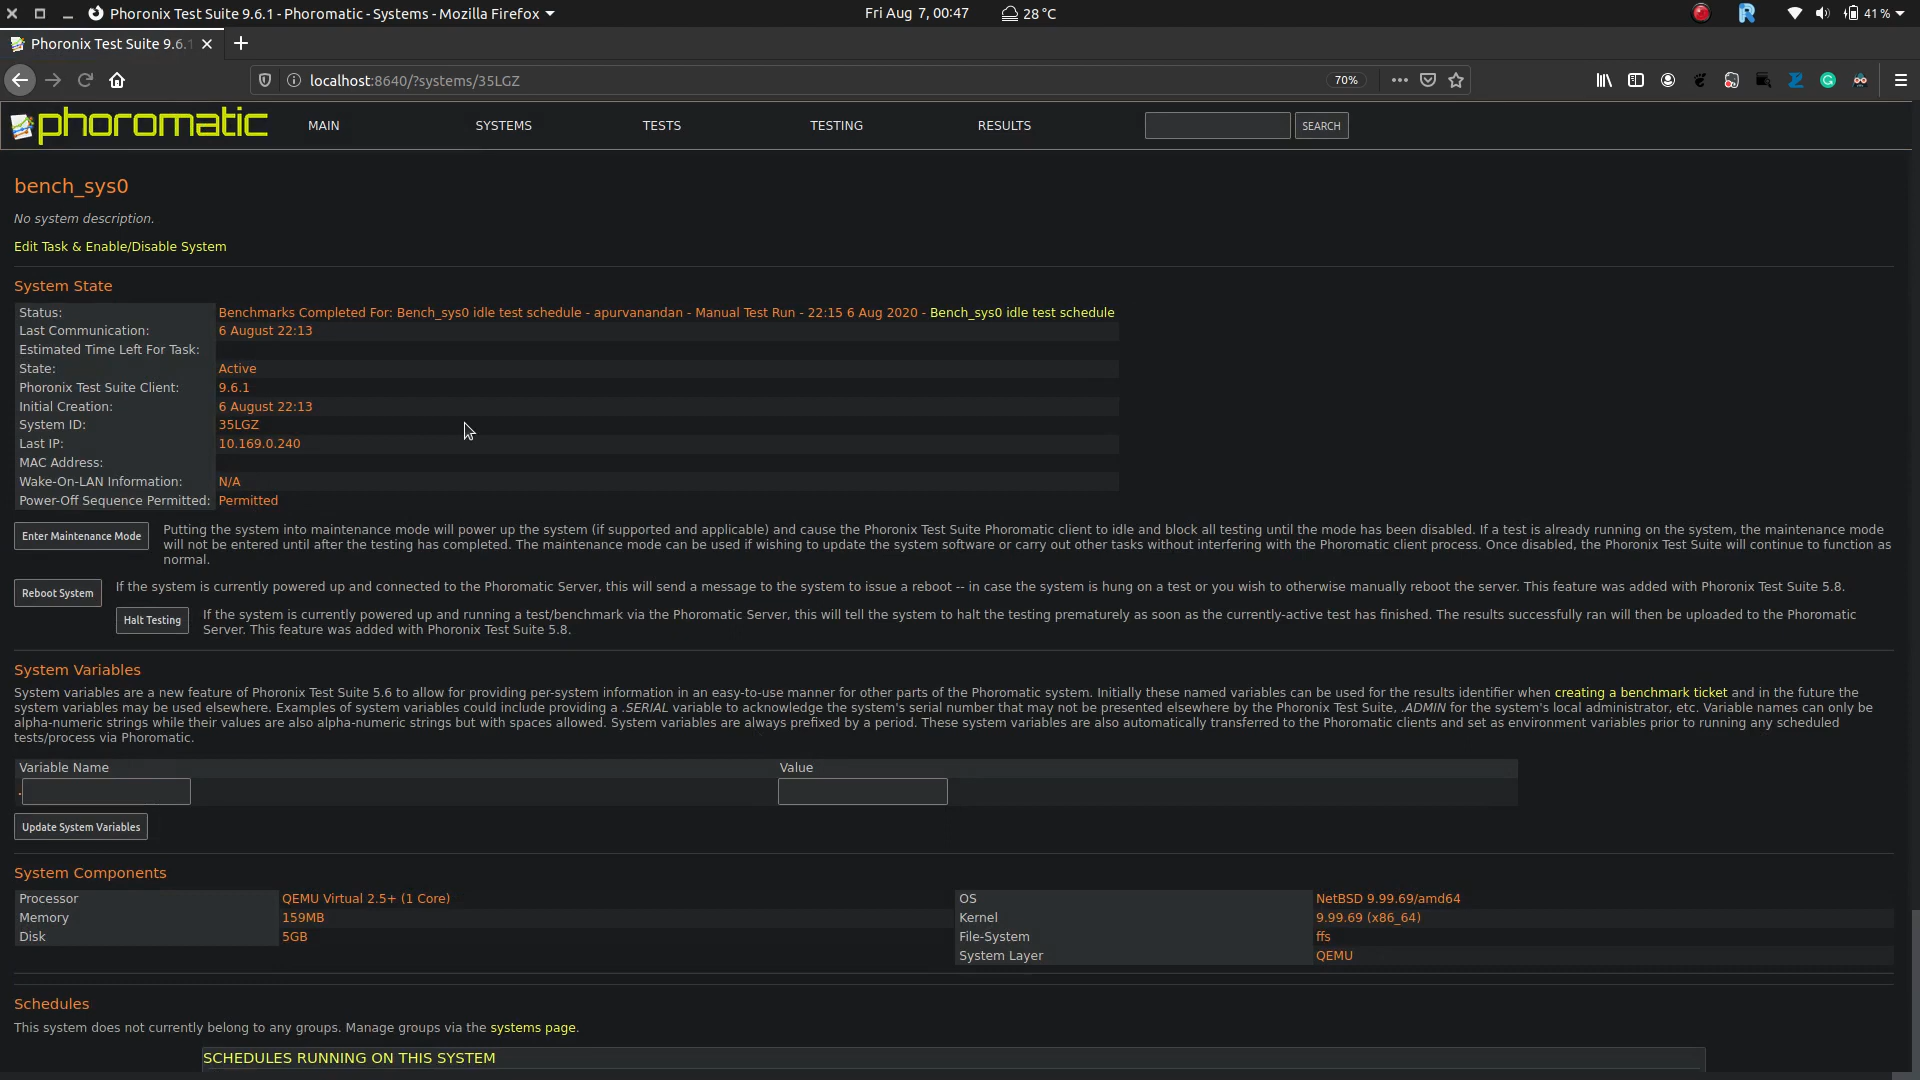 Phoronix Test Suite 9.6.1 - Phoromatic - Systems - Mozilla Firefox
Fri Aug 7, 00:47
28 °C
41 %
Phoronix Test Suite 9.6.1
localhost:8640/?systems/35LGZ
70%
phoromatic
MAIN
SYSTEMS
TESTS
TESTING
RESULTS
SEARCH
bench_sys0
No system description.
Edit Task & Enable/Disable System
System State
Status: Benchmarks Completed For: Bench_sys0 idle test schedule - apurvanandan - Manual Test Run - 22:15 6 Aug 2020 - Bench_sys0 idle test schedule
Last Communication: 6 August 22:13
Estimated Time Left For Task:
State: Active
Phoronix Test Suite Client: 9.6.1
Initial Creation: 6 August 22:13
System ID: 35LGZ
Last IP: 10.169.0.240
MAC Address:
Wake-On-LAN Information: N/A
Power-Off Sequence Permitted: Permitted
Enter Maintenance Mode
Putting the system into maintenance mode will power up the system (if supported and applicable) and cause the Phoronix Test Suite Phoromatic client to idle and block all testing until the mode has been disabled. If a test is already running on the system, the maintenance mode
will not be entered until after the testing has completed. The maintenance mode can be used if wishing to update the system software or carry out other tasks without interfering with the Phoromatic client process. Once disabled, the Phoronix Test Suite will continue to function as
normal.
Reboot System
If the system is currently powered up and connected to the Phoromatic Server, this will send a message to the system to issue a reboot -- in case the system is hung on a test or you wish to otherwise manually reboot the server. This feature was added with Phoronix Test Suite 5.8.
Halt Testing
If the system is currently powered up and running a test/benchmark via the Phoromatic Server, this will tell the system to halt the testing prematurely as soon as the currently-active test has finished. The results successfully ran will then be uploaded to the Phoromatic
Server. This feature was added with Phoronix Test Suite 5.8.
System Variables
System variables are a new feature of Phoronix Test Suite 5.6 to allow for providing per-system information in an easy-to-use manner for other parts of the Phoromatic system. Initially these named variables can be used for the results identifier when creating a benchmark ticket and in the future the
system variables may be used elsewhere. Examples of system variables could include providing a .SERIAL variable to acknowledge the system's serial number that may not be presented elsewhere by the Phoronix Test Suite, .ADMIN for the system's local administrator, etc. Variable names can only be
alpha-numeric strings while their values are also alpha-numeric strings but with spaces allowed. System variables are always prefixed by a period. These system variables are also automatically transferred to the Phoromatic clients and set as environment variables prior to running any scheduled
tests/process via Phoromatic.
Variable Name
Value
.
Update System Variables
System Components
Processor QEMU Virtual 2.5+ (1 Core)
Memory 159MB
Disk 5GB
OS NetBSD 9.99.69/amd64
Kernel 9.99.69 (x86_64)
File-System ffs
System Layer QEMU
Schedules
This system does not currently belong to any groups. Manage groups via the systems page.
SCHEDULES RUNNING ON THIS SYSTEM